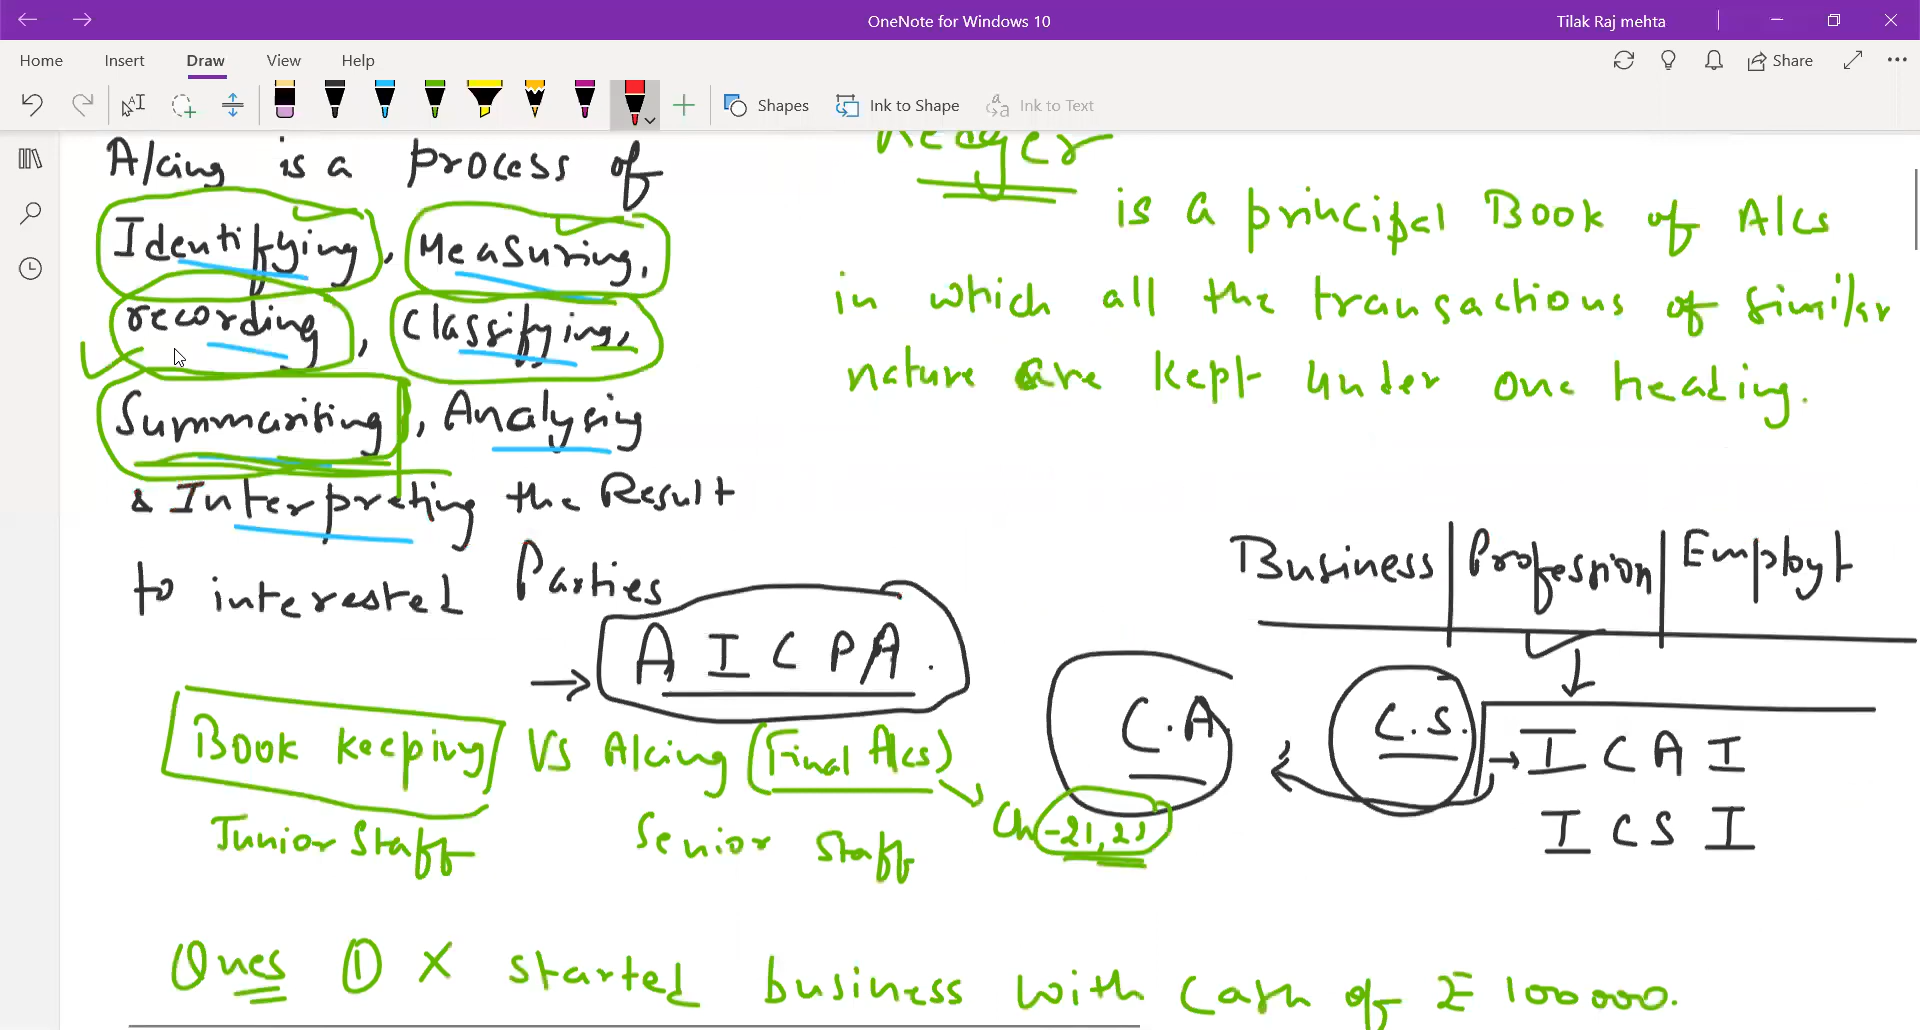 OneNote for Windows 10
Tilak Raj mehta
Home Insert Draw View Help
Share
Shapes Ink to Shape Ink to Text
A/cing is a process of
Identifying, Measuring,
recording, Classifying,
Summarising, Analysing
& Interpreting the Result
to interested Parties
→ AICPA.
Ledger
is a principal Book of A/cs
in which all the transactions of similar
nature are kept under one heading.
Business | Profession | Employt
C.A C.S. → ICAI
ICSI
Book keeping VS A/cing (Final A/cs)
Junior Staff Senior Staff Ch-21,22
Ques ① X started business with Cash of ₹ 100000.